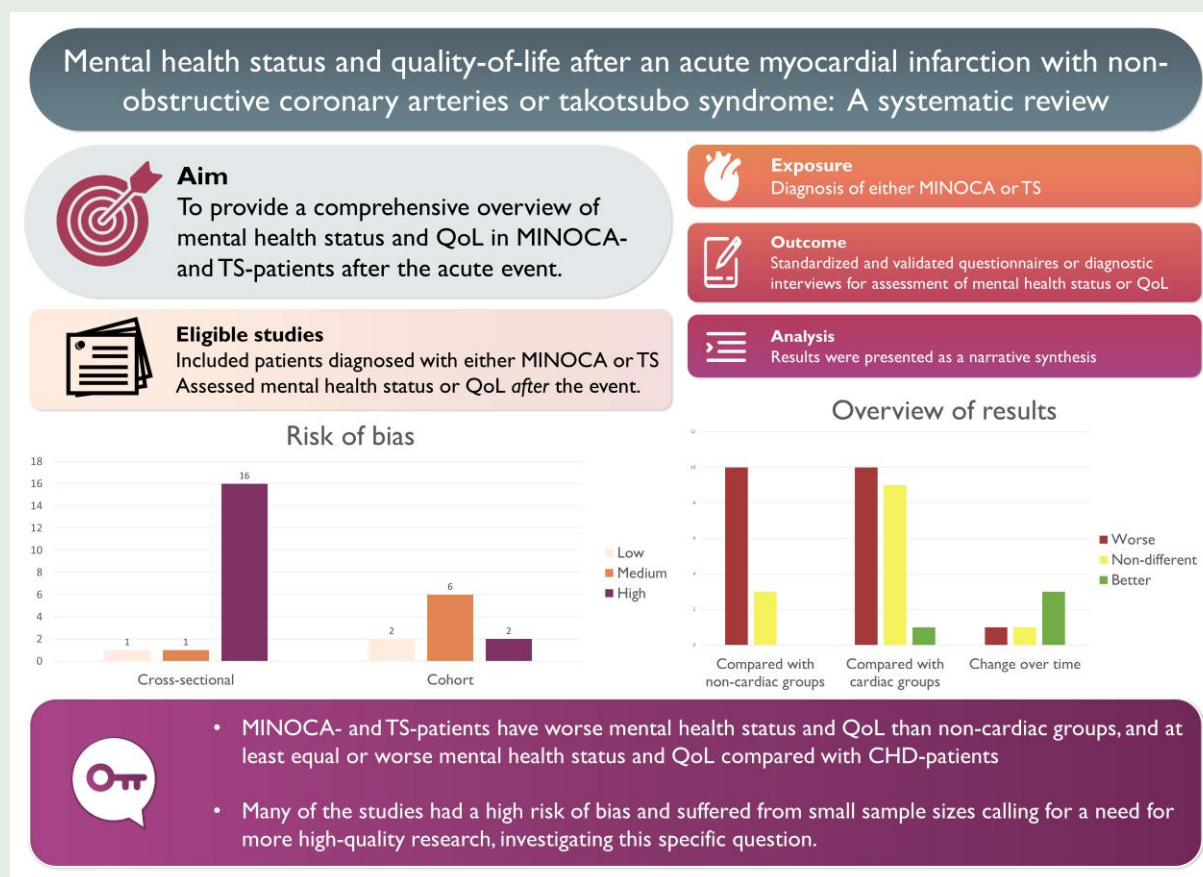 Mental health status and quality-of-life after an acute myocardial infarction with non-
obstructive coronary arteries or takotsubo syndrome: A systematic review
Aim
To provide a comprehensive overview of
mental health status and QoL in MINOCA-
and TS-patients after the acute event.
Eligible studies
Included patients diagnosed with either MINOCA or TS
Assessed mental health status or QoL after the event.
Exposure
Diagnosis of either MINOCA or TS
Outcome
Standardized and validated questionnaires or diagnostic
interviews for assessment of mental health status or QoL
Analysis
Results were presented as a narrative synthesis
Risk of bias
18
16
14
12
10
8
6
4
2
0
1
1
16
2
6
2
Cross-sectional
Cohort
Low
Medium
High
Overview of results
12
10
8
6
4
2
0
Compared with
non-cardiac groups
Compared with
cardiac groups
Change over time
Worse
Non-different
Better
• MINOCA- and TS-patients have worse mental health status and QoL than non-cardiac groups, and at
least equal or worse mental health status and QoL compared with CHD-patients
• Many of the studies had a high risk of bias and suffered from small sample sizes calling for a need for
more high-quality research, investigating this specific question.